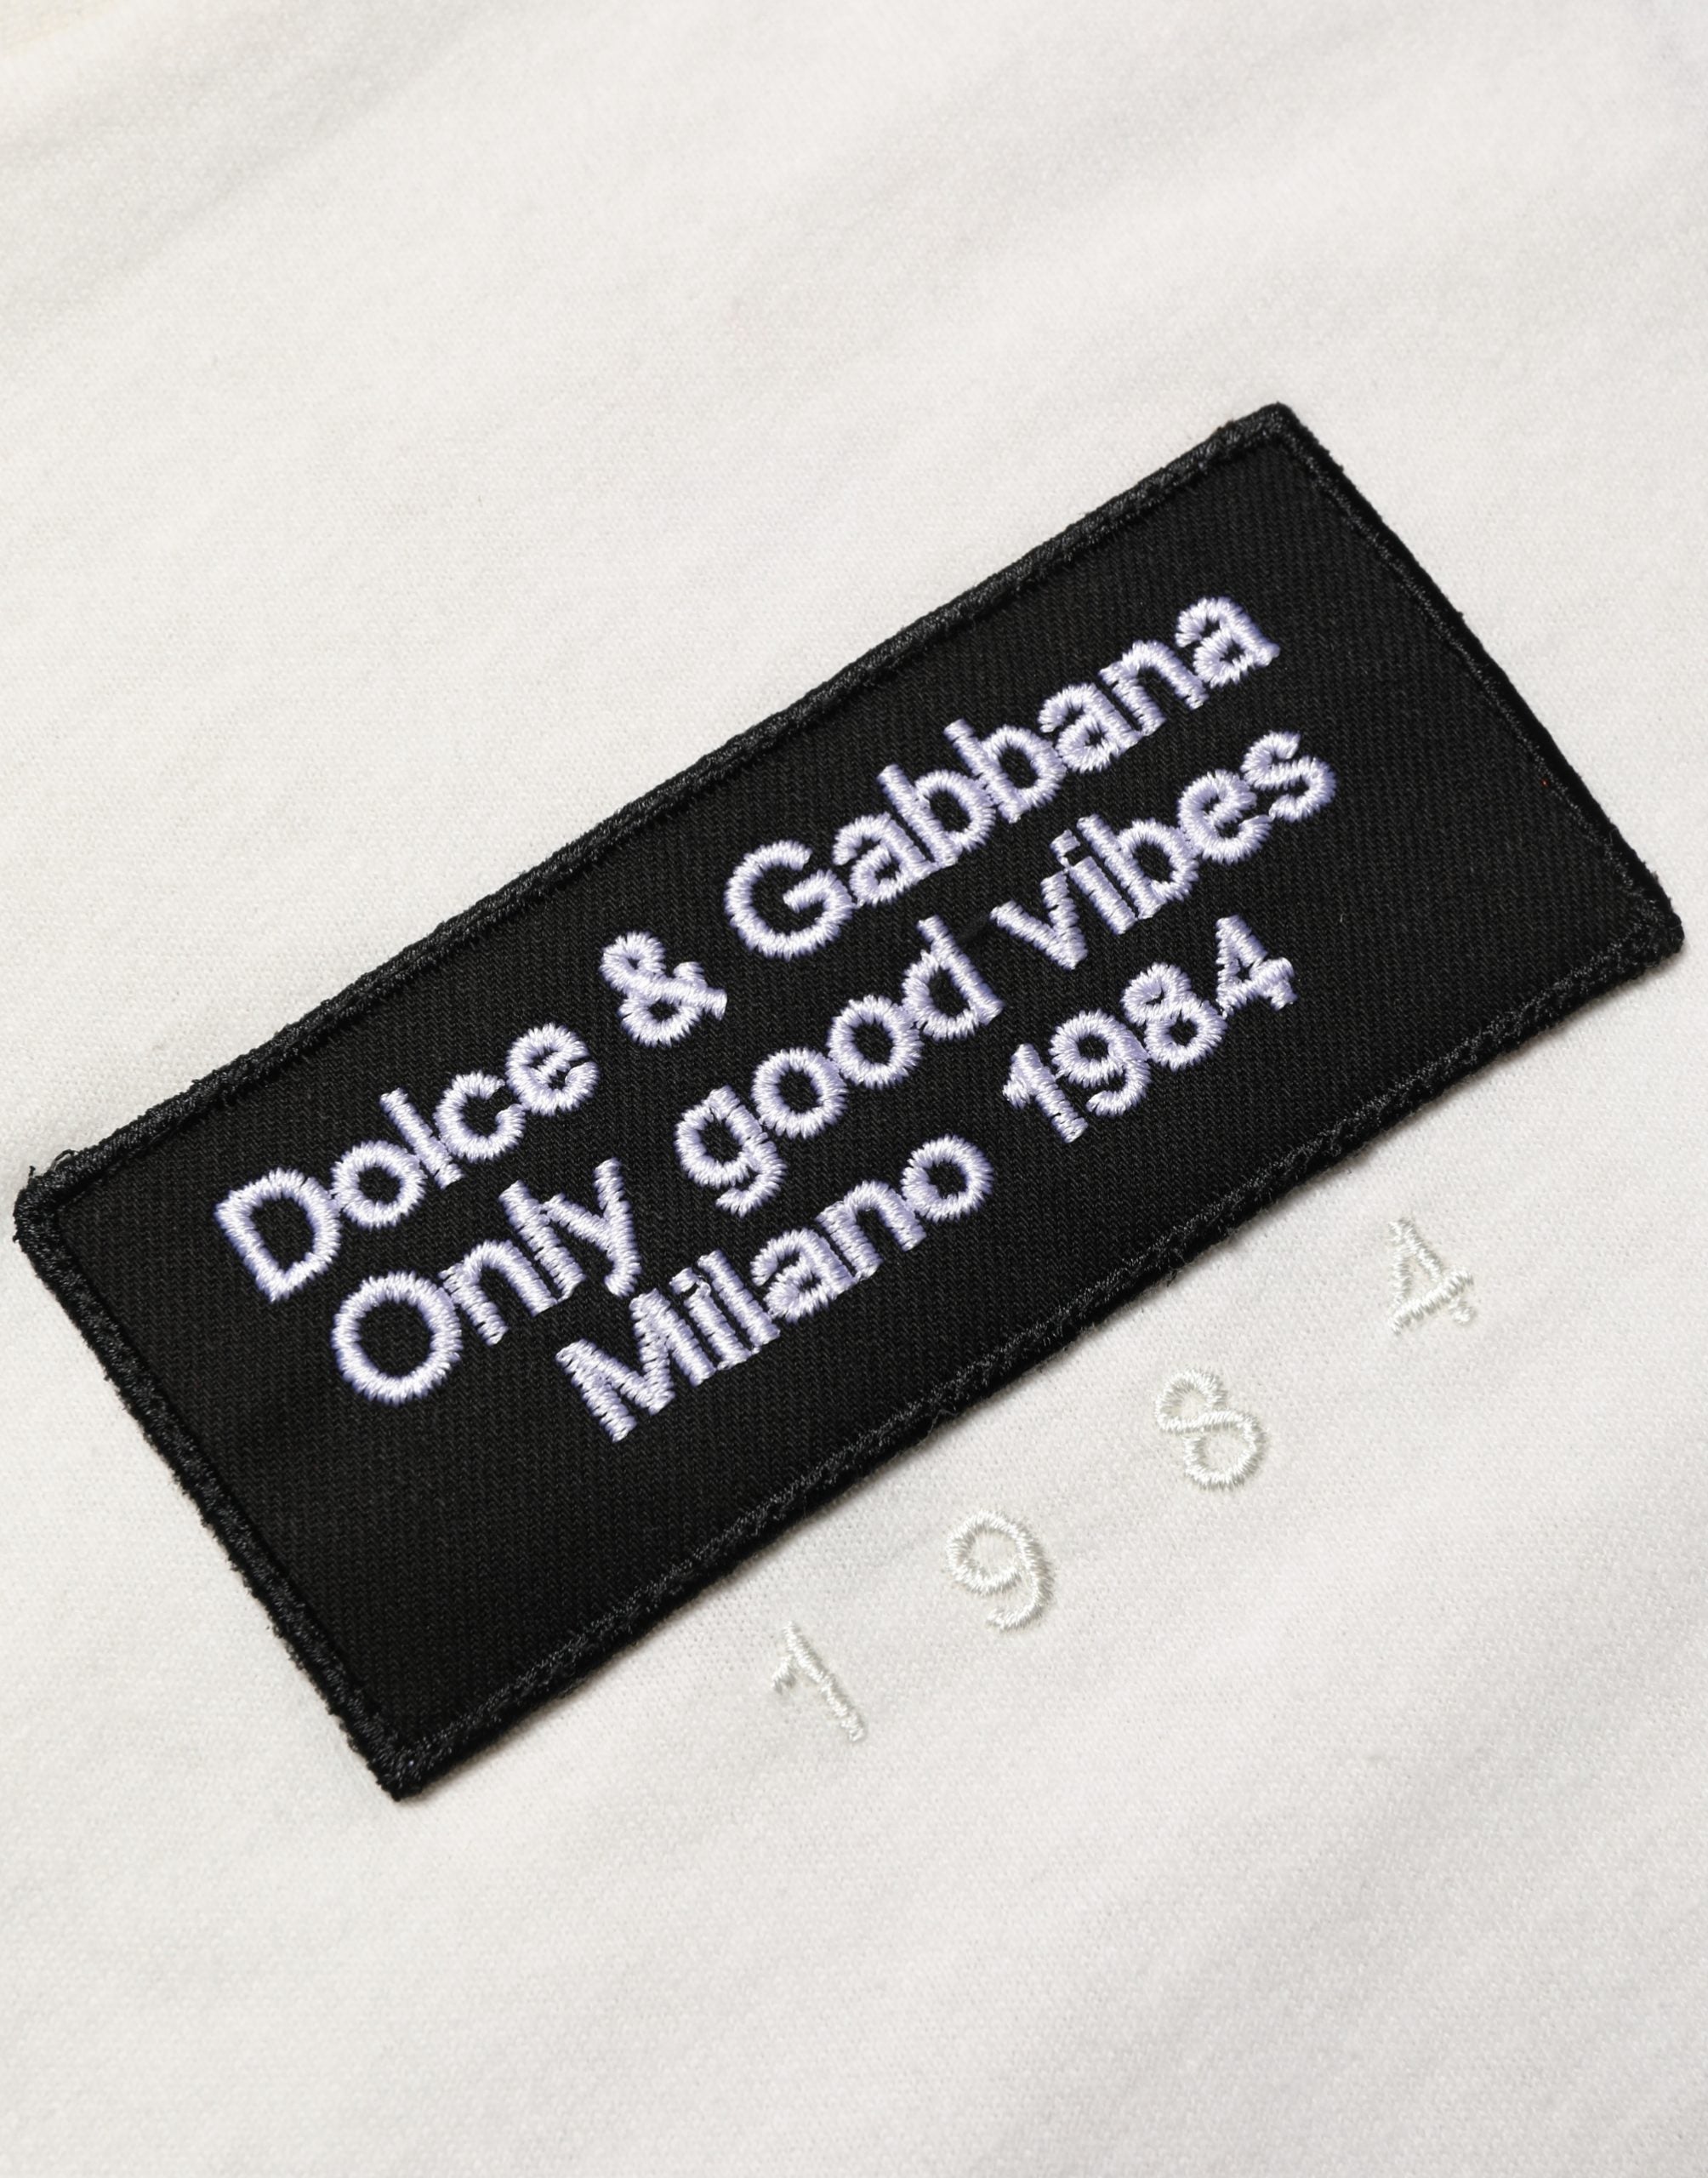 Dolce & Gabbana
Only good vibes
Milano 1984
1984